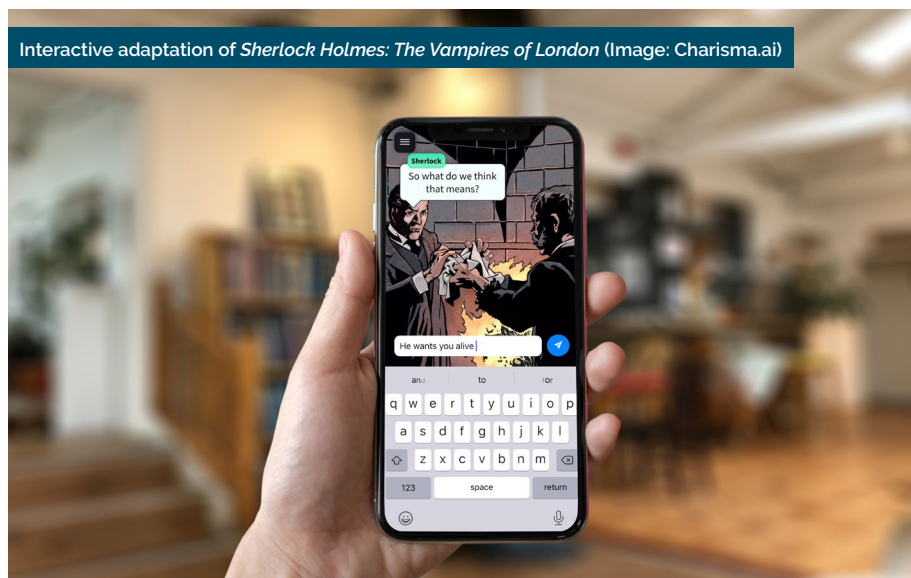 Interactive adaptation of Sherlock Holmes: The Vampires of London (Image: Charisma.ai)
Sherlock
So what do we think
that means?
He wants you alive
and to for
q w e r t y u i o p
a s d f g h j k l
z x c v b n m
123 space return